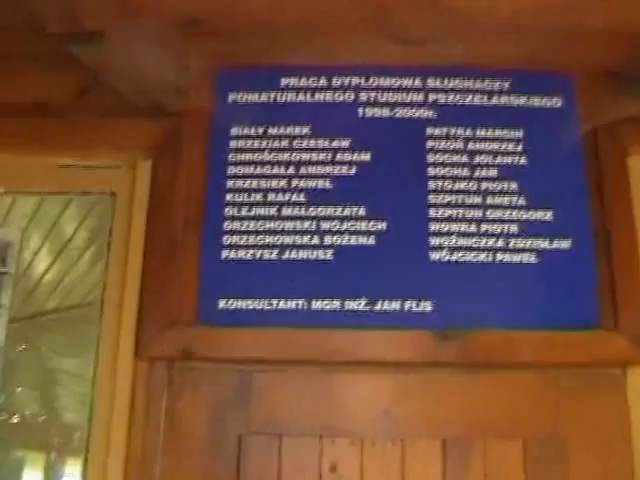 PRACA DYPLOMOWA SŁUCHACZY
POMATURALNEGO STUDIUM PSZCZELARSKIEGO
1998-2000r.
BIAŁY MAREK
BRZEZIAK CZESŁAW
CHROŚCIKOWSKI ADAM
DOMAGAŁA ANDRZEJ
KRZESIEK PAWEŁ
KULIK RAFAŁ
OLEJNIK MAŁGORZATA
ORZECHOWSKI WOJCIECH
ORZECHOWSKA BOŻENA
PARZYSZ JANUSZ
PATYRA MARCIN
PIZOŃ ANDRZEJ
SOCHA JOLANTA
SOCHA JAN
STOJKO PIOTR
SZPITUN ANETA
SZPITUN GRZEGORZ
PIOTR
WOŹNICZKA ZDZISŁAW
WÓJCICKI PAWEŁ
KONSULTANT: MGR INŻ. JAN FLIS